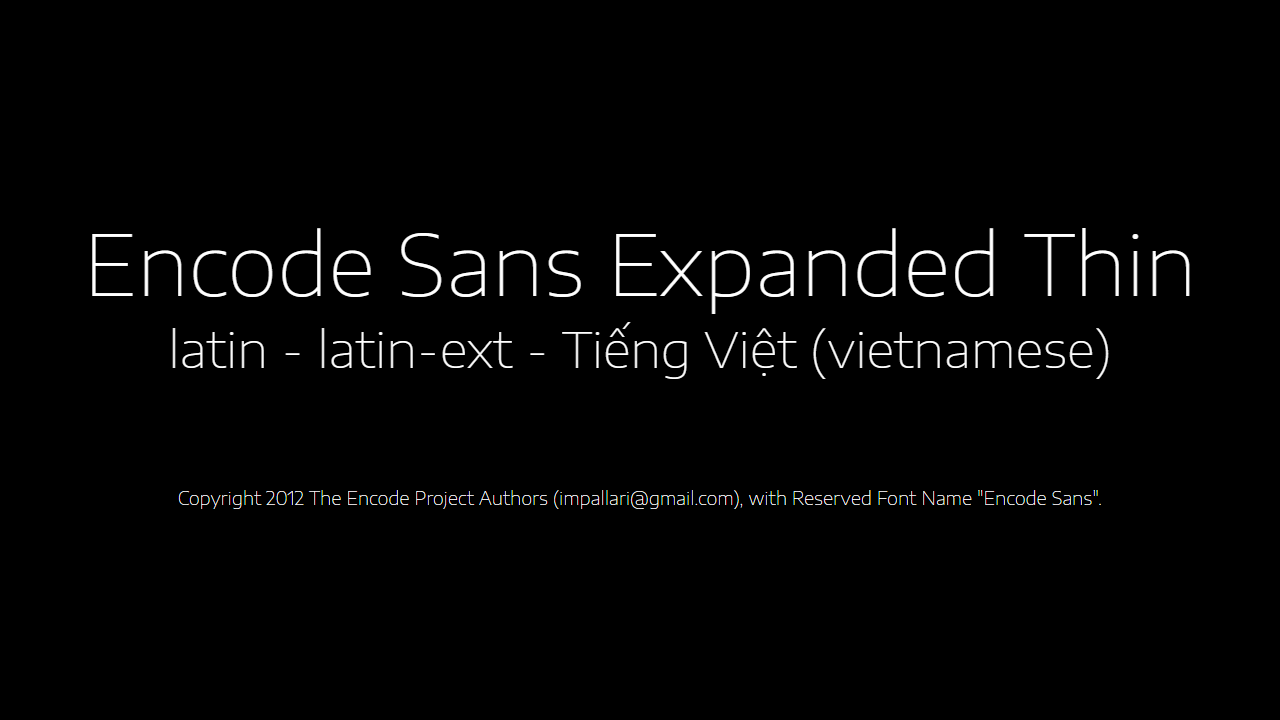 Encode Sans Expanded Thin
latin - latin-ext - Tiếng Việt (vietnamese)
Copyright 2012 The Encode Project Authors (impallari@gmail.com), with Reserved Font Name "Encode Sans".